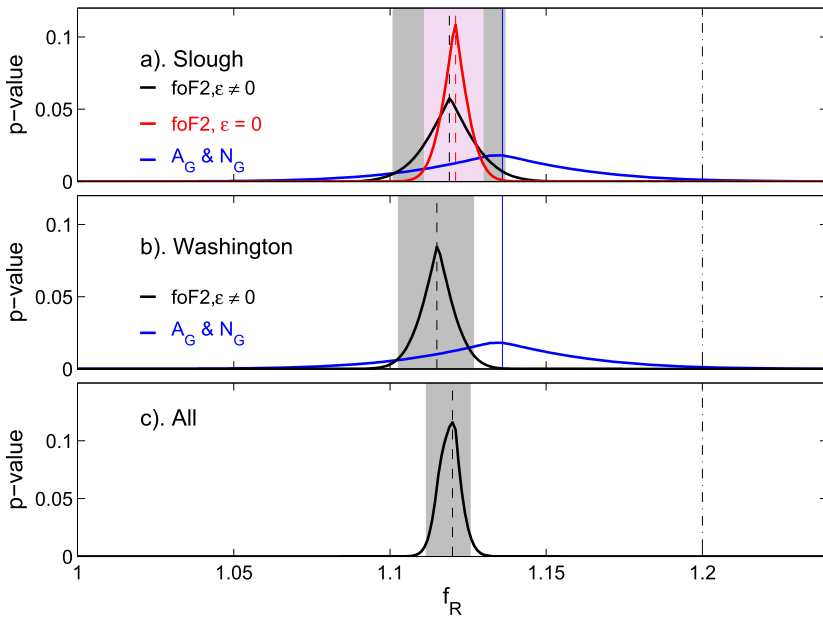 0.1
0.05
0
p−value
a). Slough
foF2,ε ≠ 0
foF2, ε = 0
A_G & N_G
0.1
0.05
0
p−value
b). Washington
foF2,ε ≠ 0
A_G & N_G
0.1
0.05
0
p−value
c). All
1 1.05 1.1 1.15 1.2
f_R